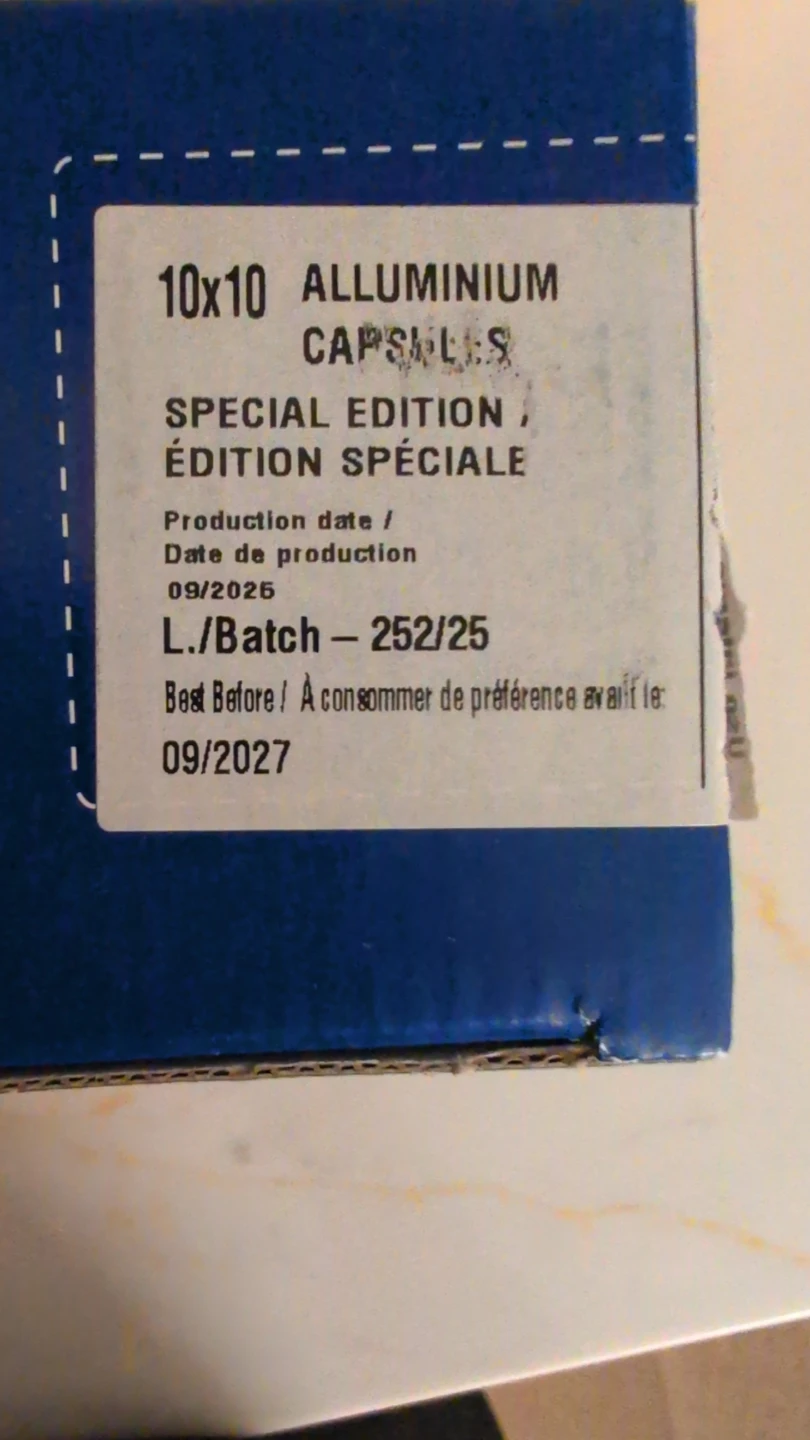 10x10 ALLUMINIUM
CAPSULES
SPECIAL EDITION /
ÉDITION SPÉCIALE
Production date /
Date de production
09/2025
L./Batch – 252/25
Best Before / À consommer de préférence avant le:
09/2027